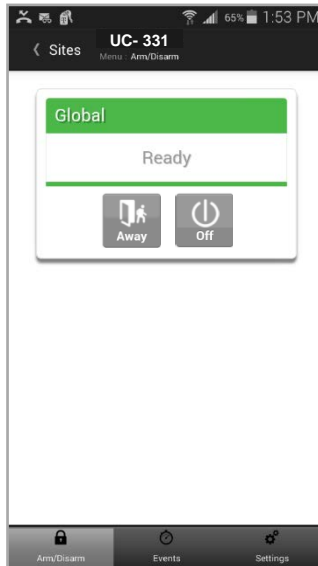 65% 1:53 PM
Sites
UC- 331
Menu : Arm/Disarm
Global
Ready
Away
Off
Arm/Disarm
Events
Settings